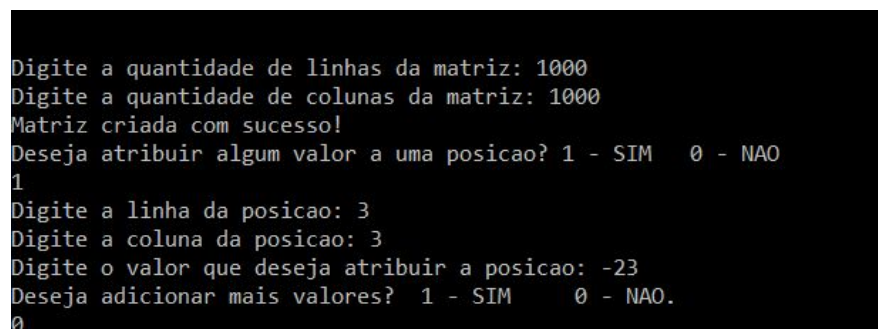 Digite a quantidade de linhas da matriz: 1000
Digite a quantidade de colunas da matriz: 1000
Matriz criada com sucesso!
Deseja atribuir algum valor a uma posicao? 1 - SIM   0 - NAO
1
Digite a linha da posicao: 3
Digite a coluna da posicao: 3
Digite o valor que deseja atribuir a posicao: -23
Deseja adicionar mais valores?  1 - SIM     0 - NAO.
0